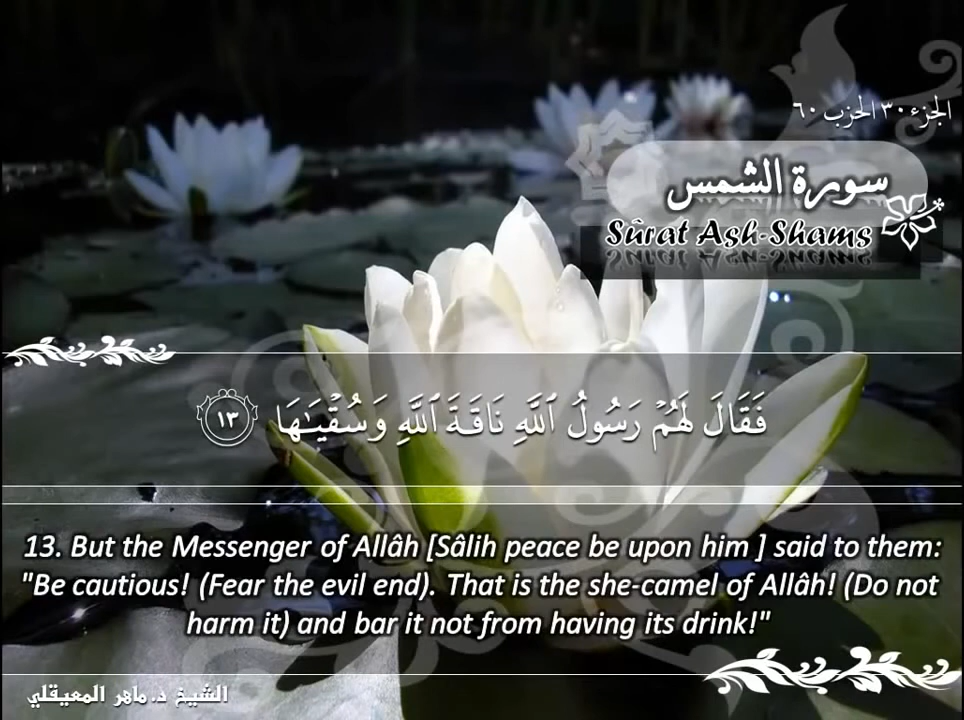 الجزء ٣٠ الحزب ٦٠
سورة الشمس
Sûrat Ash-Shams
فَقَالَ لَهُمْ رَسُولُ ٱللَّهِ نَاقَةَ ٱللَّهِ وَسُقْيَـٰهَا ١٣
13. But the Messenger of Allâh [Sâlih peace be upon him ] said to them:
"Be cautious! (Fear the evil end). That is the she-camel of Allâh! (Do not
harm it) and bar it not from having its drink!"
الشيخ د. ماهر المعيقلي